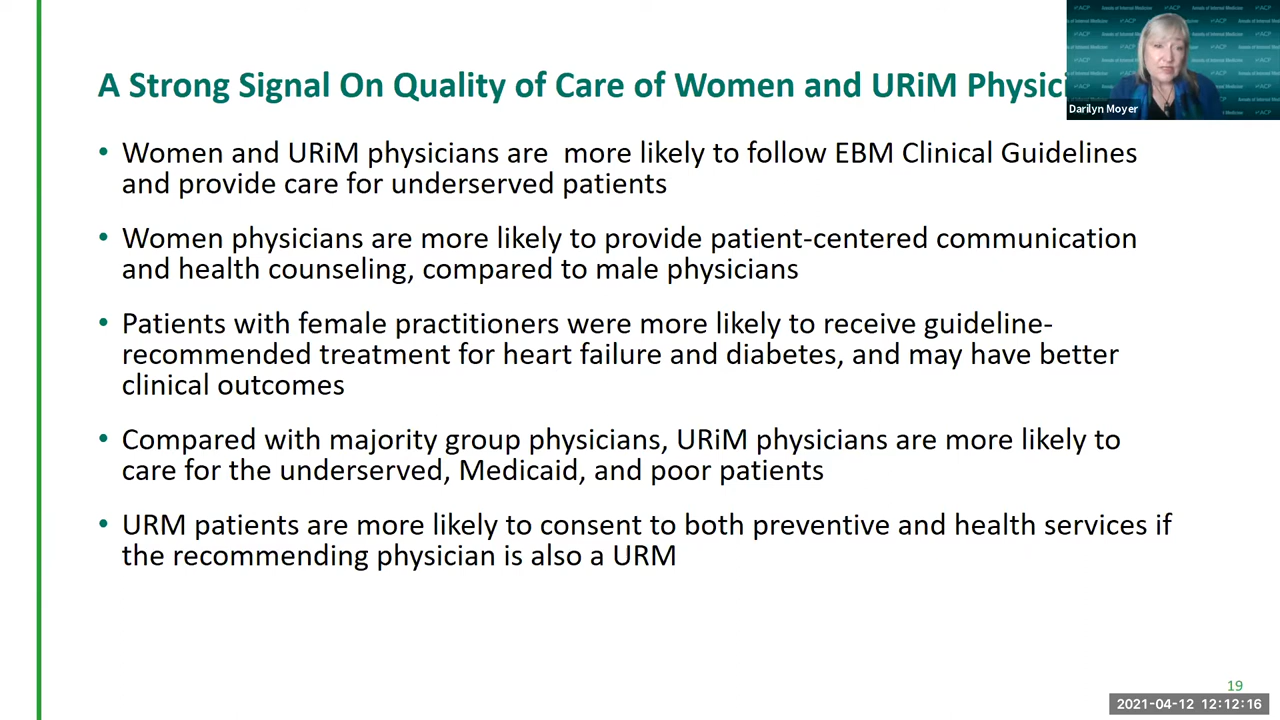 A Strong Signal On Quality of Care of Women and URiM Physic
Women and URiM physicians are more likely to follow EBM Clinical Guidelines
and provide care for underserved patients
Women physicians are more likely to provide patient-centered communication
and health counseling, compared to male physicians
Patients with female practitioners were more likely to receive guideline-
recommended treatment for heart failure and diabetes, and may have better
clinical outcomes
Compared with majority group physicians, URiM physicians are more likely to
care for the underserved, Medicaid, and poor patients
URM patients are more likely to consent to both preventive and health services if
the recommending physician is also a URM
ACP
Annals of Internal Medicine
Darilyn Moyer
19
2021-04-12 12:12:16